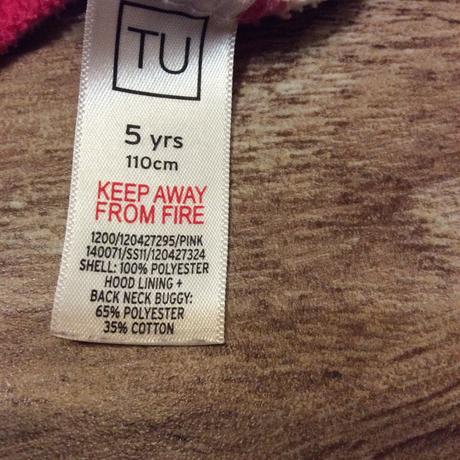 TU
5 yrs
110cm
KEEP AWAY
FROM FIRE
1200/120427295/PINK
140071/SS11/120427324
SHELL: 100% POLYESTER
HOOD LINING +
BACK NECK BUGGY:
65% POLYESTER
35% COTTON